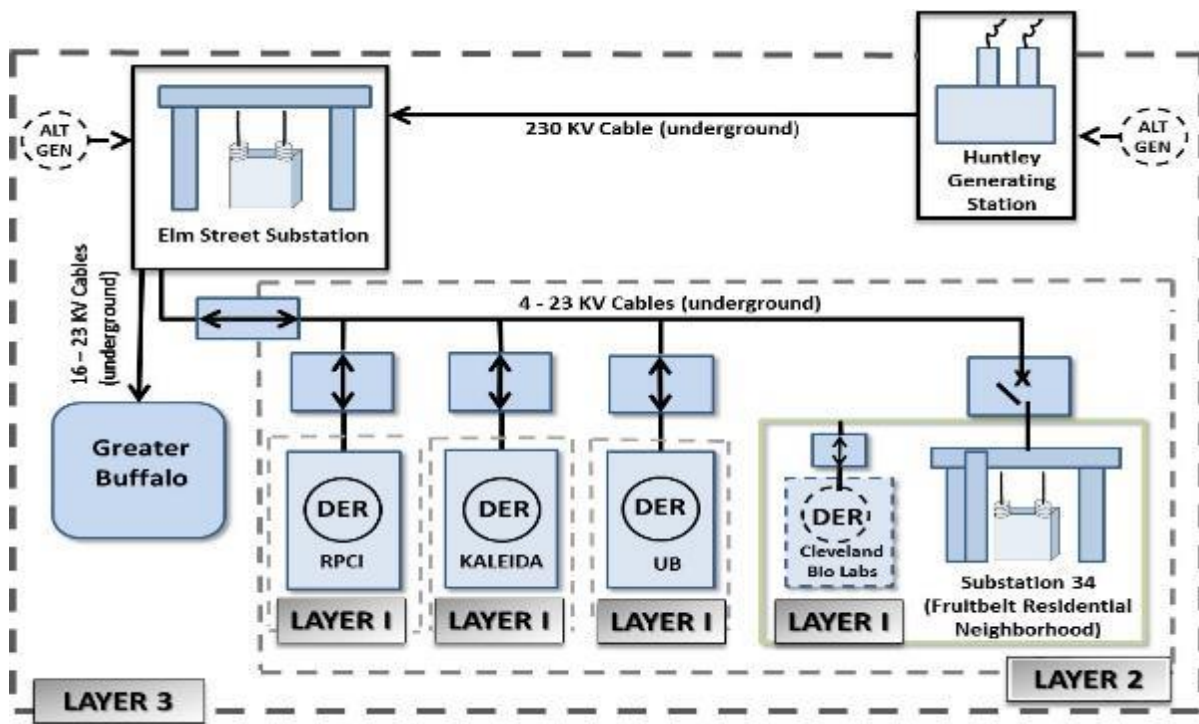 ALT
GEN
Elm Street Substation
230 KV Cable (underground)
Huntley
Generating
Station
ALT
GEN
16 – 23 KV Cables
(underground)
4 - 23 KV Cables (underground)
Greater
Buffalo
DER
RPCI
LAYER I
DER
KALEIDA
LAYER I
DER
UB
LAYER I
DER
Cleveland
Bio Labs
LAYER I
Substation 34
(Fruitbelt Residential
Neighborhood)
LAYER 2
LAYER 3